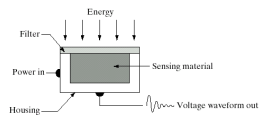 Energy
Filter
Power in
Sensing material
Housing
Voltage waveform out